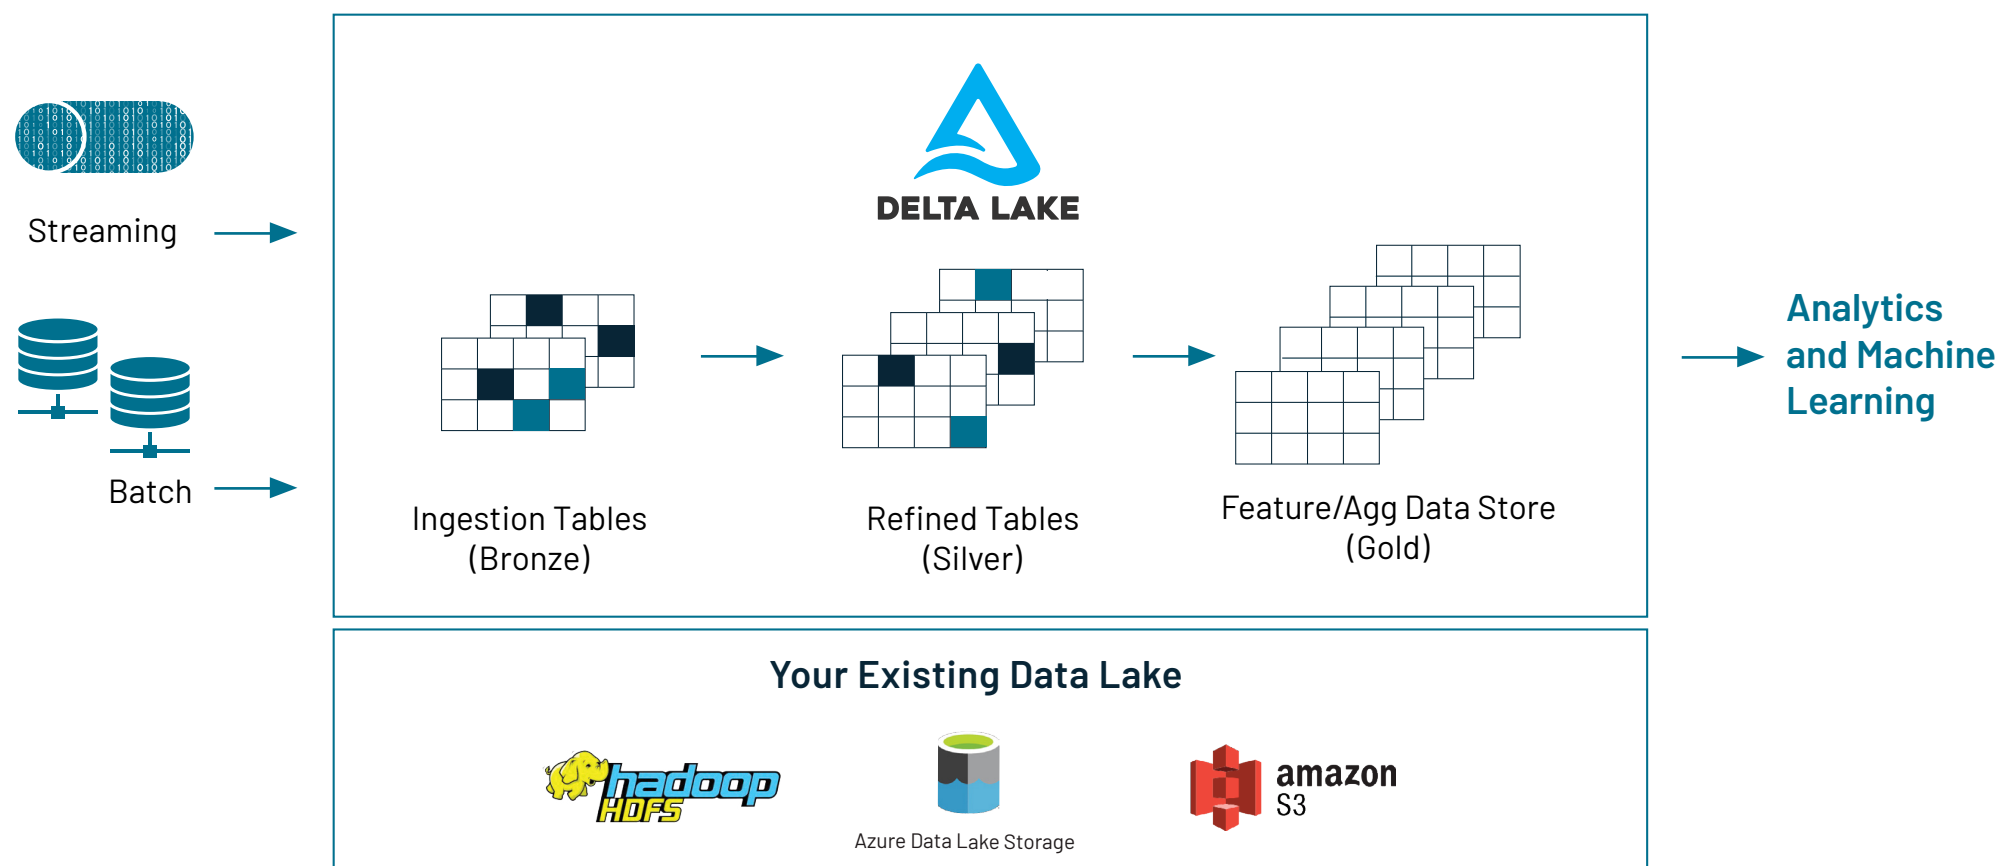 DELTA LAKE
Streaming
Batch
Ingestion Tables
(Bronze)
Refined Tables
(Silver)
Feature/Agg Data Store
(Gold)
Analytics
and Machine
Learning
Your Existing Data Lake
hadoop
HDFS
Azure Data Lake Storage
amazon
S3